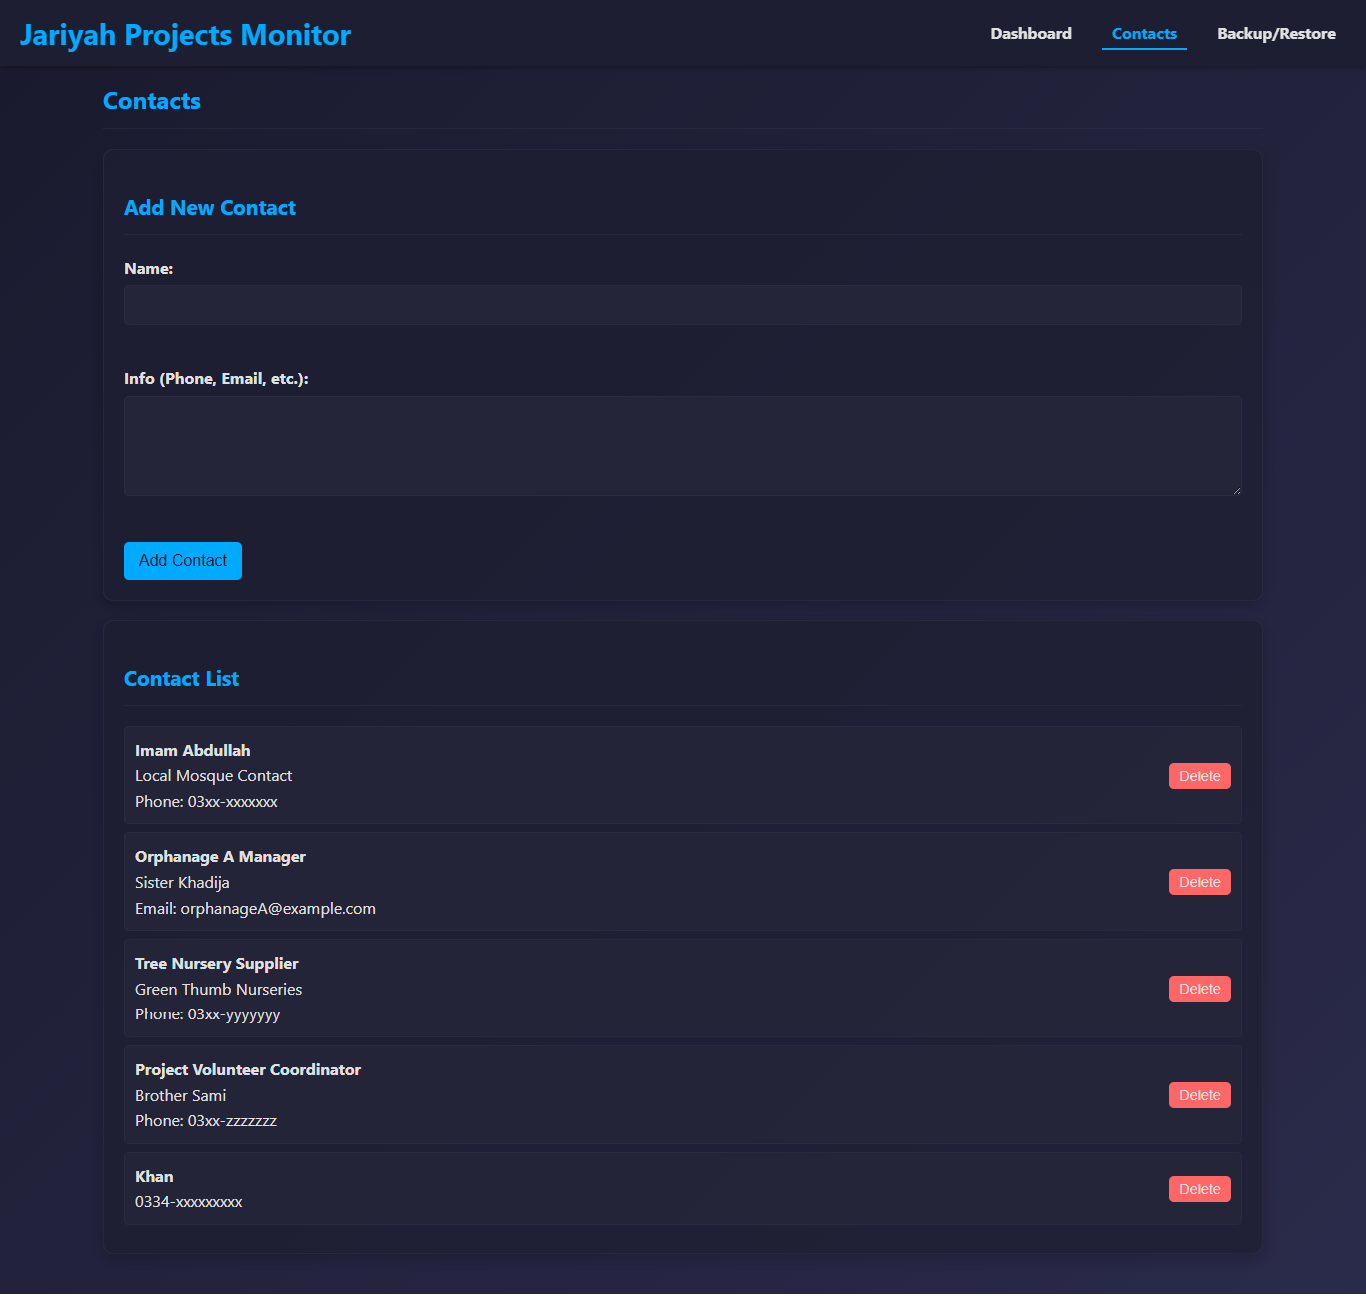 Jariyah Projects Monitor
Dashboard
Contacts
Backup/Restore
Contacts
Add New Contact
Name:
Info (Phone, Email, etc.):
Add Contact
Contact List
Imam Abdullah
Local Mosque Contact
Phone: 03xx-xxxxxxx
Delete
Orphanage A Manager
Sister Khadija
Email: orphanageA@example.com
Delete
Tree Nursery Supplier
Green Thumb Nurseries
Phone: 03xx-yyyyyyy
Delete
Project Volunteer Coordinator
Brother Sami
Phone: 03xx-zzzzzzz
Delete
Khan
0334-xxxxxxxxx
Delete